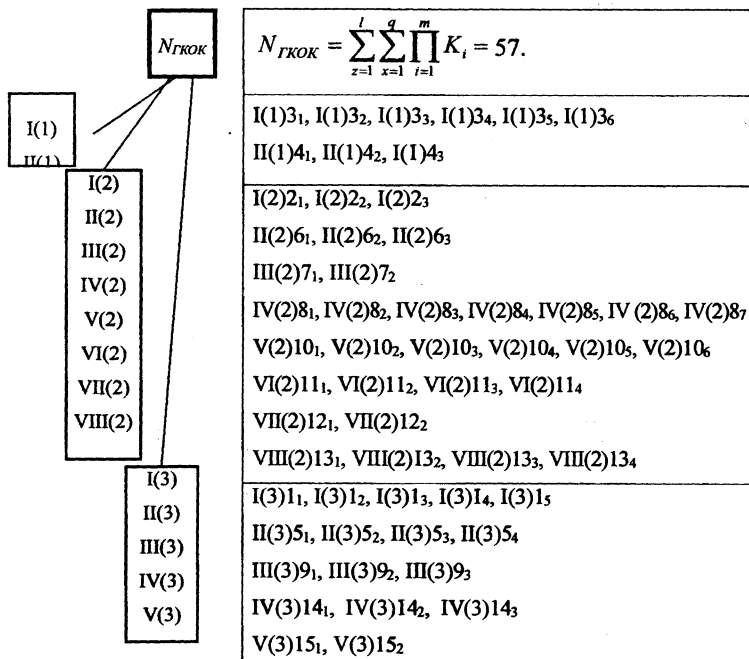 N_ГКОК
N_{ГКОК} = \sum_{z=1}^{l} \sum_{x=1}^{q} \prod_{i=1}^{m} K_i = 57.
I(1)
II(1)
I(1)3₁, I(1)3₂, I(1)3₃, I(1)3₄, I(1)3₅, I(1)3₆
II(1)4₁, II(1)4₂, I(I)4₃
I(2)
II(2)
III(2)
IV(2)
V(2)
VI(2)
VII(2)
VIII(2)
I(2)2₁, I(2)2₂, I(2)2₃
II(2)6₁, II(2)6₂, II(2)6₃
III(2)7₁, III(2)7₂
IV(2)8₁, IV(2)8₂, IV(2)8₃, IV(2)8₄, IV(2)8₅, IV (2)8₆, IV(2)8₇
V(2)10₁, V(2)10₂, V(2)10₃, V(2)10₄, V(2)10₅, V(2)10₆
VI(2)11₁, VI(2)11₂, VI(2)11₃, VI(2)11₄
VII(2)12₁, VII(2)12₂
VIII(2)13₁, VIII(2)I3₂, VIII(2)13₃, VIII(2)13₄
I(3)
II(3)
III(3)
IV(3)
V(3)
I(3)1₁, I(3)1₂, I(3)1₃, I(3)I₄, I(3)1₅
II(3)5₁, II(3)5₂, II(3)5₃, II(3)5₄
III(3)9₁, III(3)9₂, III(3)9₃
IV(3)14₁, IV(3)I4₂, IV(3)14₃
V(3)15₁, V(3)15₂